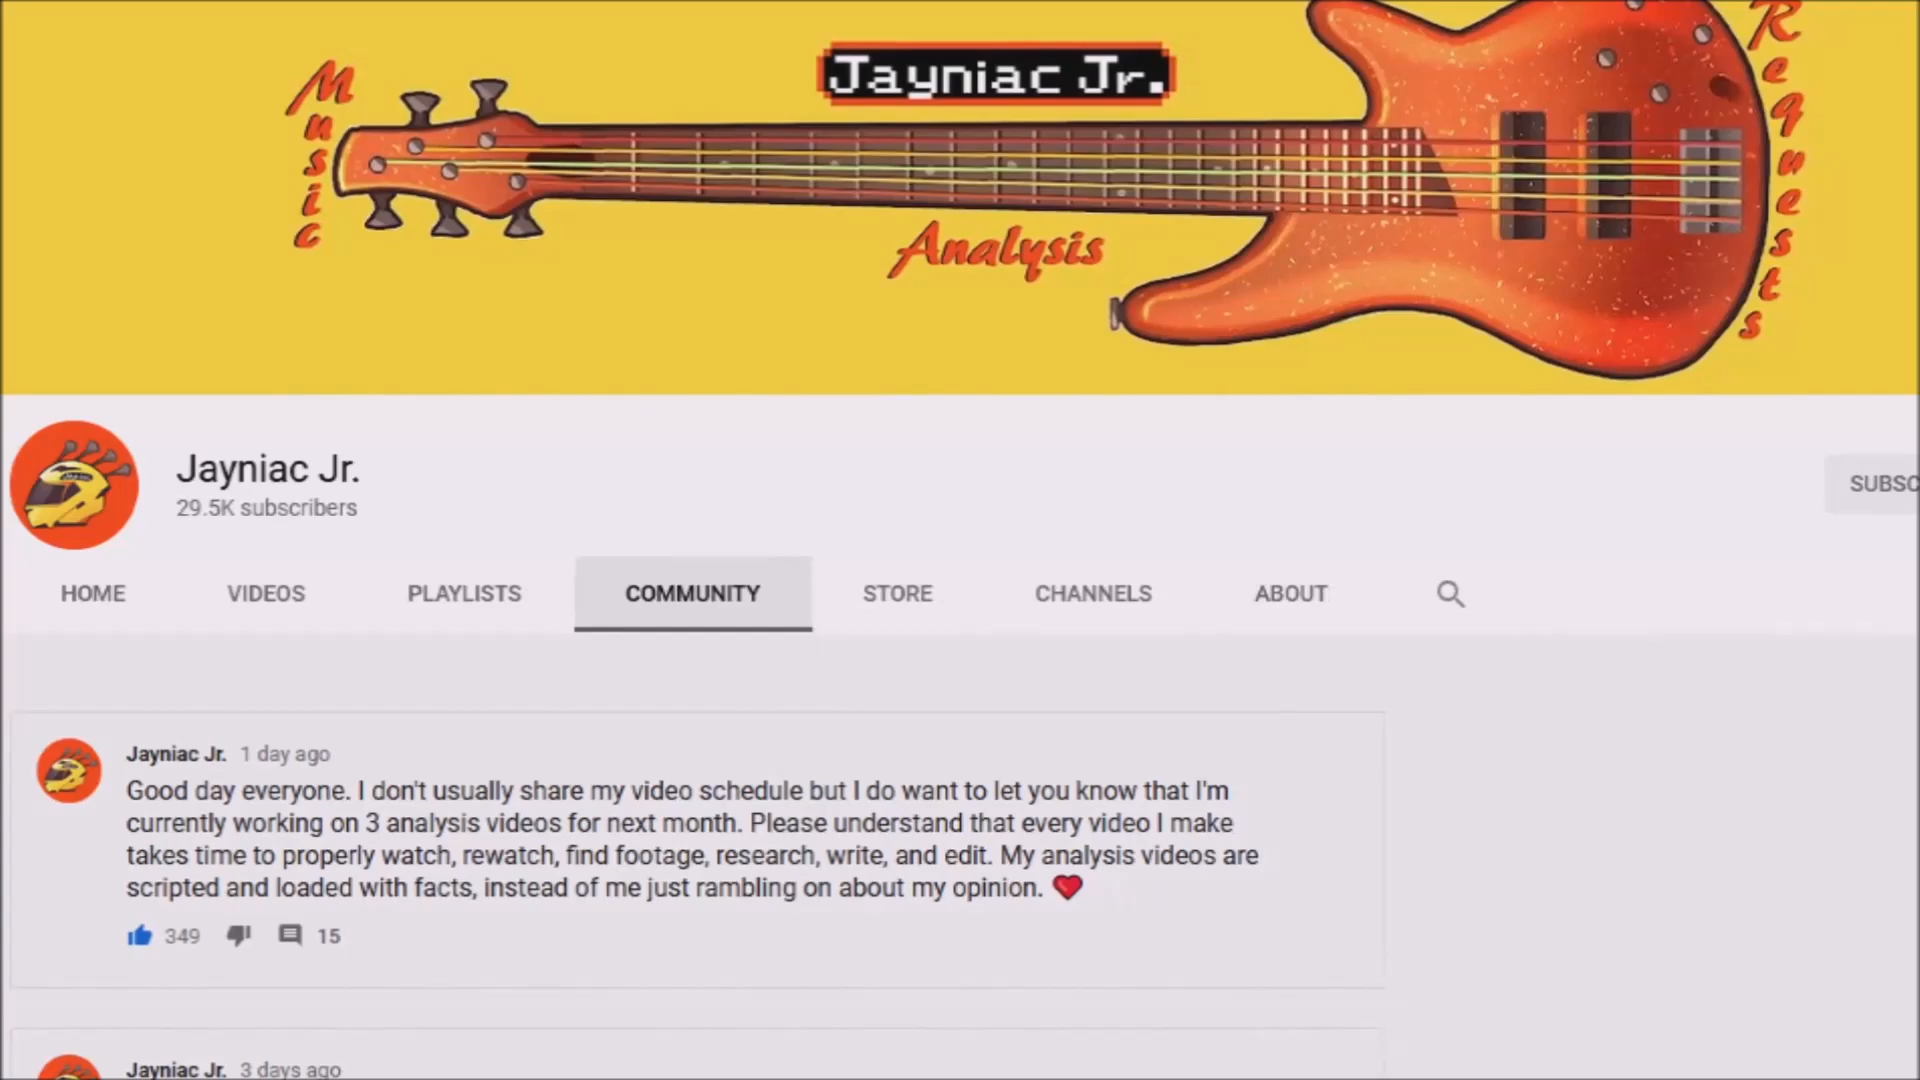 Jayniac Jr.
Music
Analysis
Requests
Jayniac Jr.
29.5K subscribers
SUBSC
HOME VIDEOS PLAYLISTS COMMUNITY STORE CHANNELS ABOUT
Jayniac Jr. 1 day ago
Good day everyone. I don't usually share my video schedule but I do want to let you know that I'm
currently working on 3 analysis videos for next month. Please understand that every video I make
takes time to properly watch, rewatch, find footage, research, write, and edit. My analysis videos are
scripted and loaded with facts, instead of me just rambling on about my opinion. ❤️
349 15
Jayniac Jr. 3 days ago